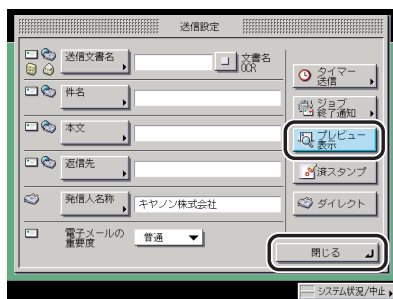 送信設定
送信文書名
文書名
OCR
タイマー
送信
件名
ジョブ
終了通知
本文
プレビュー
表示
返信先
済スタンプ
発信人名称
キヤノン株式会社
ダイレクト
電子メールの
重要度
普通
閉じる
システム状況/中止